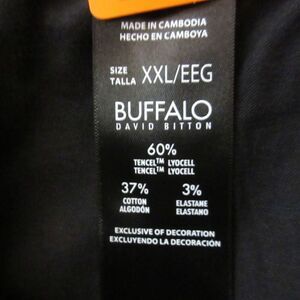 MADE IN CAMBODIA
HECHO EN CAMBOYA
SIZE
TALLA XXL/EEG
BUFFALO
DAVID BITTON
60%
TENCEL™ LYOCELL
TENCEL™ LYOCELL
37% 3%
COTTON ELASTANE
ALGODÓN ELASTANO
EXCLUSIVE OF DECORATION
EXCLUYENDO LA DECORACIÓN